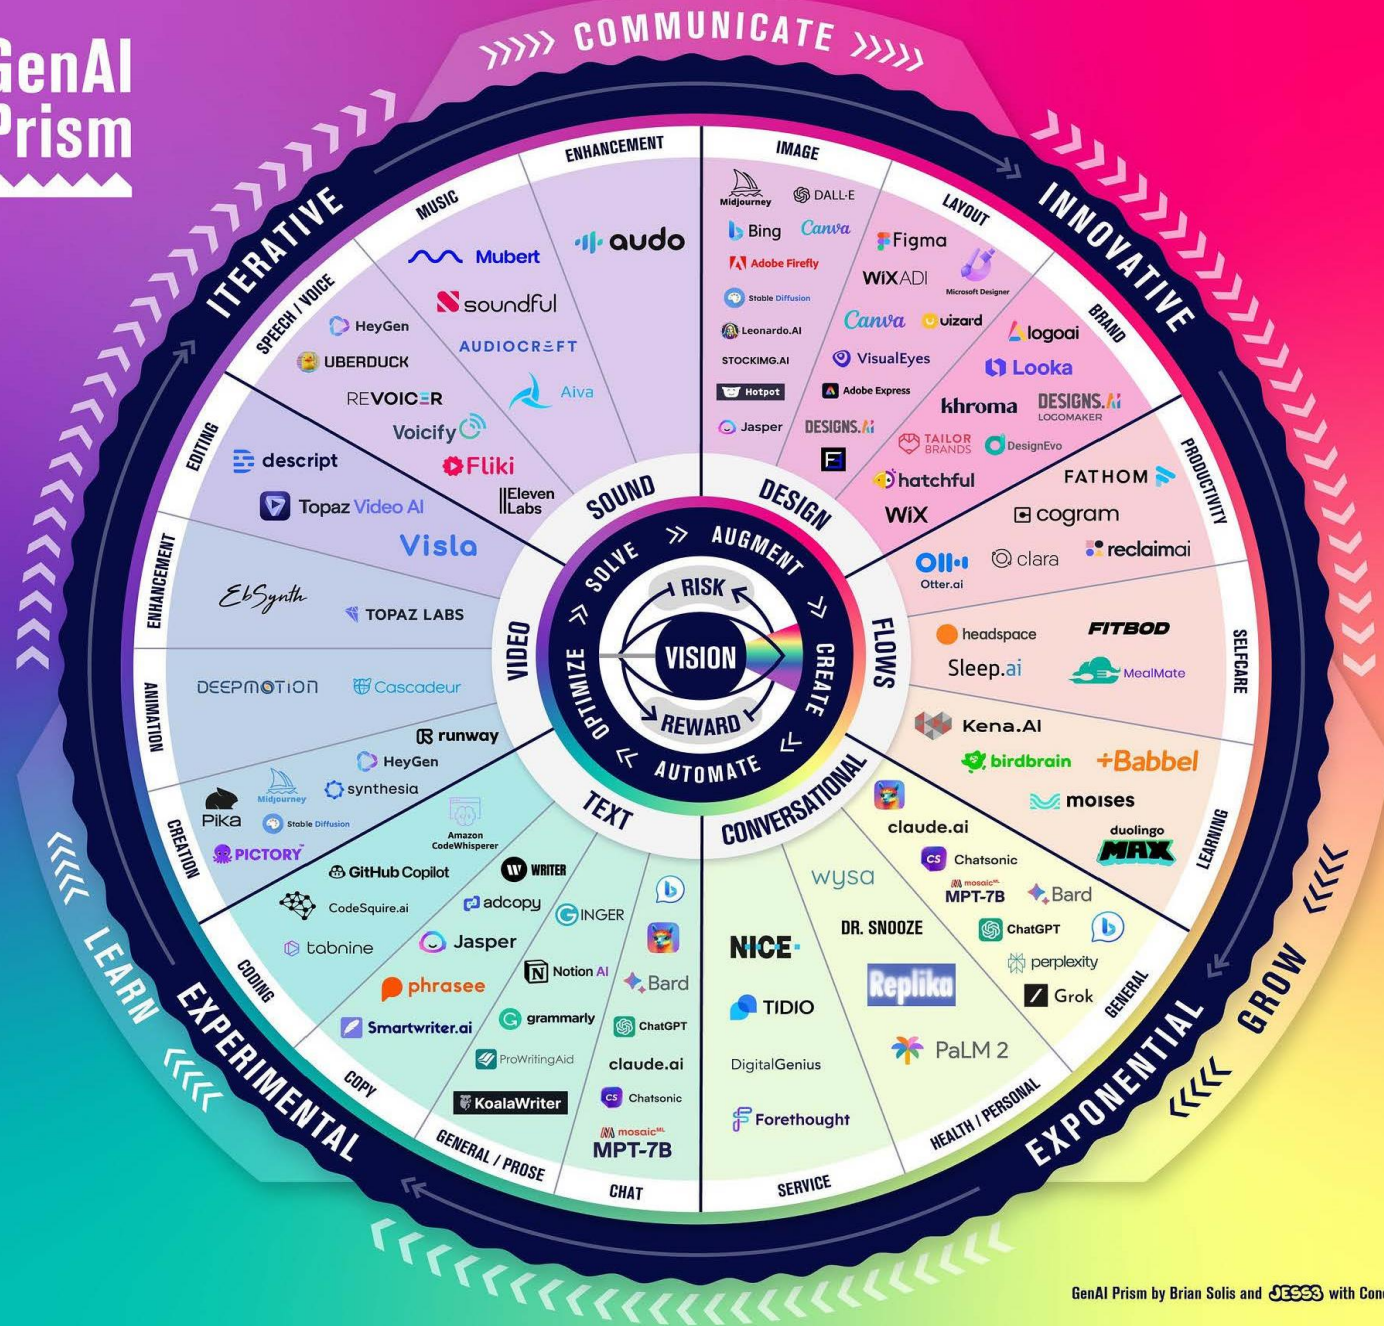 GenAI
Prism
COMMUNICATE
INNOVATIVE
GROW
EXPONENTIAL
EXPERIMENTAL
LEARN
ITERATIVE
VISION
RISK
REWARD
SOLVE
AUGMENT
CREATE
AUTOMATE
OPTIMIZE
DESIGN
IMAGE
Midjourney
DALL·E
Bing
Canva
Adobe Firefly
Stable Diffusion
Leonardo.AI
STOCKIMG.AI
Hotpot
Jasper
LAYOUT
Figma
WiX ADI
Microsoft Designer
Canva
uizard
VisualEyes
Adobe Express
DESIGNS.Ai
BRAND
logoai
Looka
khroma
DESIGNS.Ai
LOGOMAKER
TAILOR
BRANDS
DesignEvo
hatchful
WiX
FLOWS
PRODUCTIVITY
FATHOM
cogram
Otter.ai
clara
reclaimai
SELFCARE
headspace
FITBOD
Sleep.ai
MealMate
LEARNING
Kena.AI
birdbrain
+Babbel
moises
duolingo
MAX
CONVERSATIONAL
GENERAL
claude.ai
CS
Chatsonic
mosaicML
MPT-7B
Bard
ChatGPT
perplexity
Grok
HEALTH / PERSONAL
wysa
DR. SNOOZE
Replika
PaLM 2
SERVICE
NICE
TIDIO
DigitalGenius
Forethought
TEXT
CHAT
Bard
ChatGPT
claude.ai
CS
Chatsonic
mosaicML
MPT-7B
GENERAL / PROSE
GINGER
Notion AI
grammarly
ProWritingAid
KoalaWriter
COPY
WRITER
adcopy
Jasper
phrasee
Smartwriter.ai
CODING
Amazon
CodeWhisperer
GitHub Copilot
CodeSquire.ai
tabnine
VIDEO
CREATION
runway
HeyGen
Midjourney
synthesia
Pika
Stable Diffusion
PICTORY
ANIMATION
DEEPMOTION
Cascadeur
ENHANCEMENT
EbSynth
TOPAZ LABS
EDITING
descript
Topaz Video AI
Visla
SOUND
SPEECH / VOICE
HeyGen
UBERDUCK
REVOICER
Voicify
Fliki
Eleven
Labs
MUSIC
Mubert
soundful
AUDIOCRAFT
Aiva
ENHANCEMENT
audo
GenAI Prism by Brian Solis and JESS3 with Con